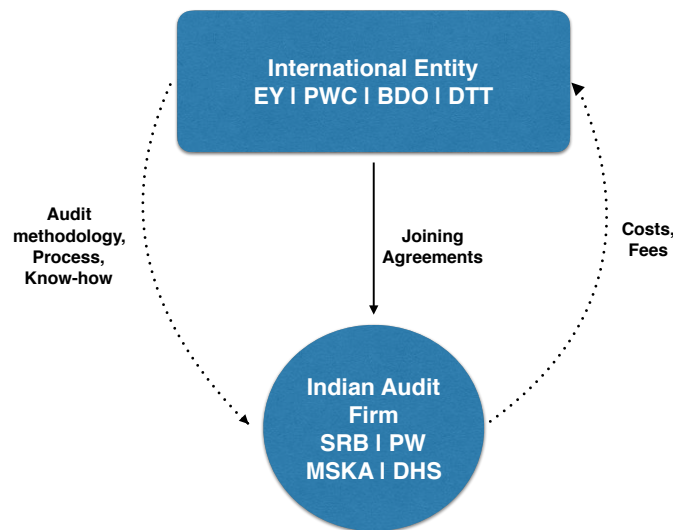 International Entity
EY | PWC | BDO | DTT
Audit
methodology,
Process,
Know-how
Joining
Agreements
Costs,
Fees
Indian Audit
Firm
SRB | PW
MSKA | DHS